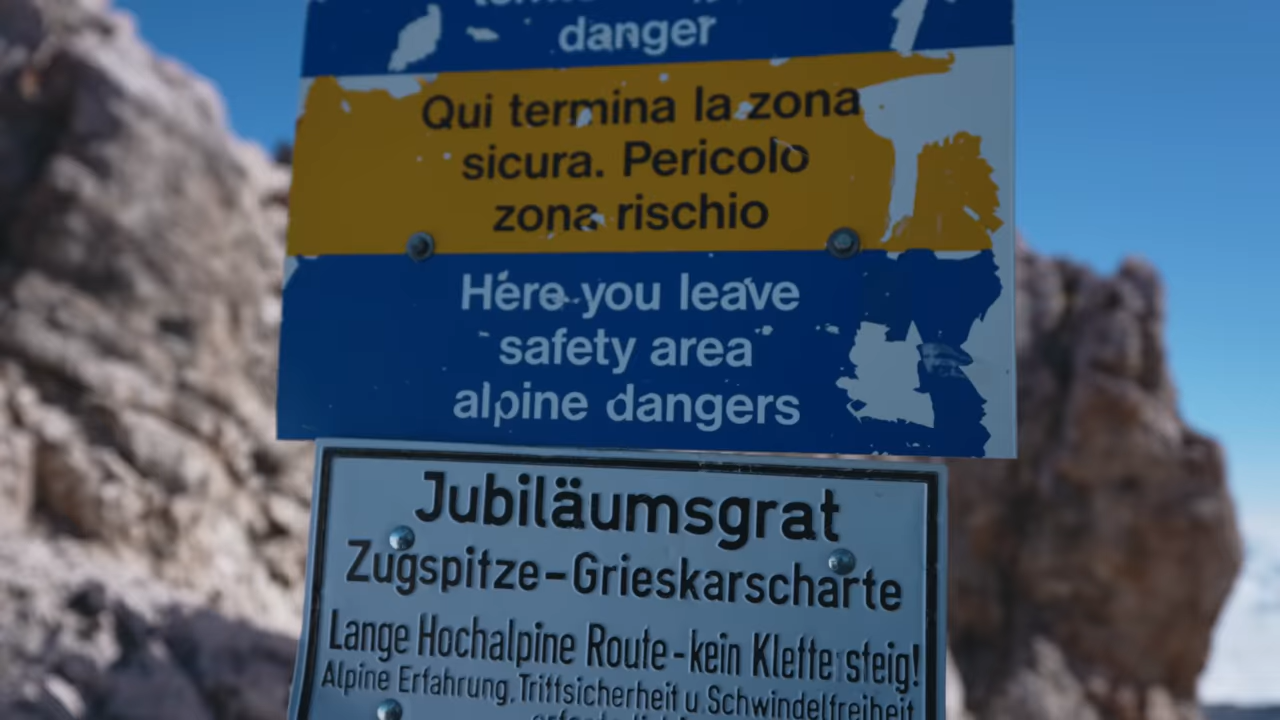 danger
Qui termina la zona
sicura. Pericolo
zona rischio
Here you leave
safety area
alpine dangers
Jubiläumsgrat
Zugspitze-Grieskarscharte
Lange Hochalpine Route-kein Klettersteig!
Alpine Erfahrung, Trittsicherheit u. Schwindelfreiheit